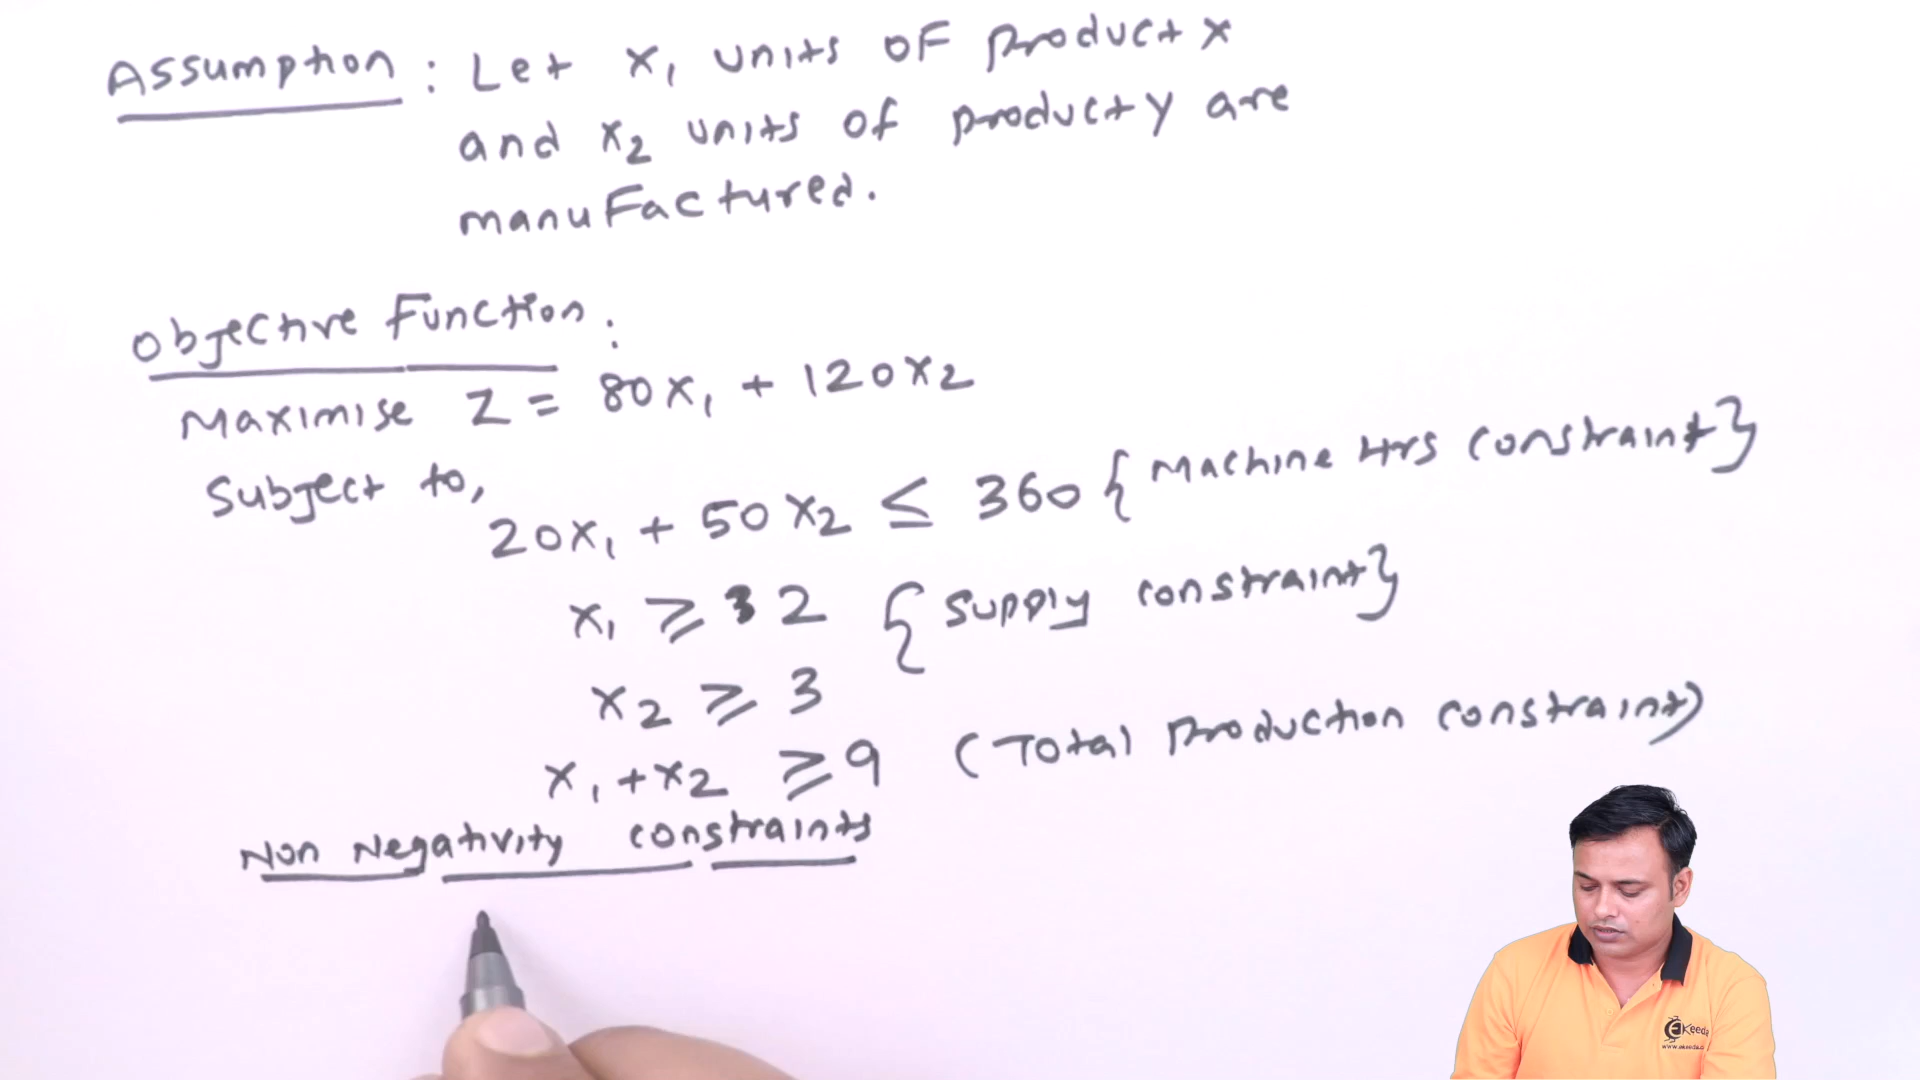 Assumption : Let x₁ units of product x
and x₂ units of product y are
manufactured.
Objective Function :
Maximise Z = 80x₁ + 120x₂
Subject to,
20x₁ + 50x₂ ≤ 360 {Machine Hrs constraint}
x₁ ≥ 2 {Supply constraint}
x₂ ≥ 3
x₁ + x₂ ≥ 9 (Total Production constraint)
Non Negativity constraints
Ekeeda